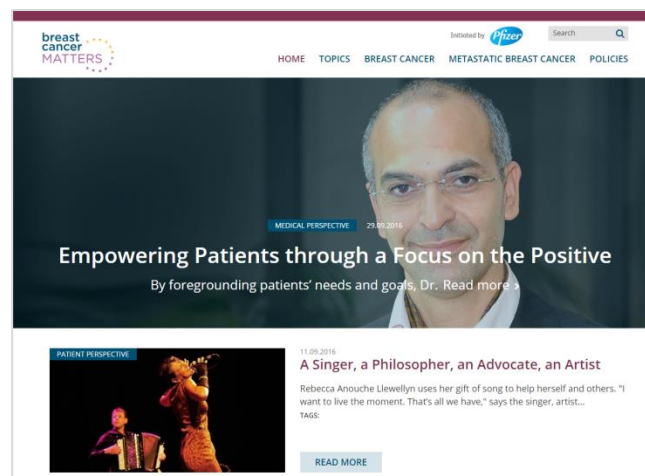 breast
cancer
MATTERS
Initiated by Pfizer
Search
HOME TOPICS BREAST CANCER METASTATIC BREAST CANCER POLICIES
MEDICAL PERSPECTIVE 29.09.2016
Empowering Patients through a Focus on the Positive
By foregrounding patients' needs and goals, Dr. Read more ›
PATIENT PERSPECTIVE
11.09.2016
A Singer, a Philosopher, an Advocate, an Artist
Rebecca Anouche Llewellyn uses her gift of song to help herself and others. "I
want to live the moment. That's all we have," says the singer, artist...
TAGS:
READ MORE